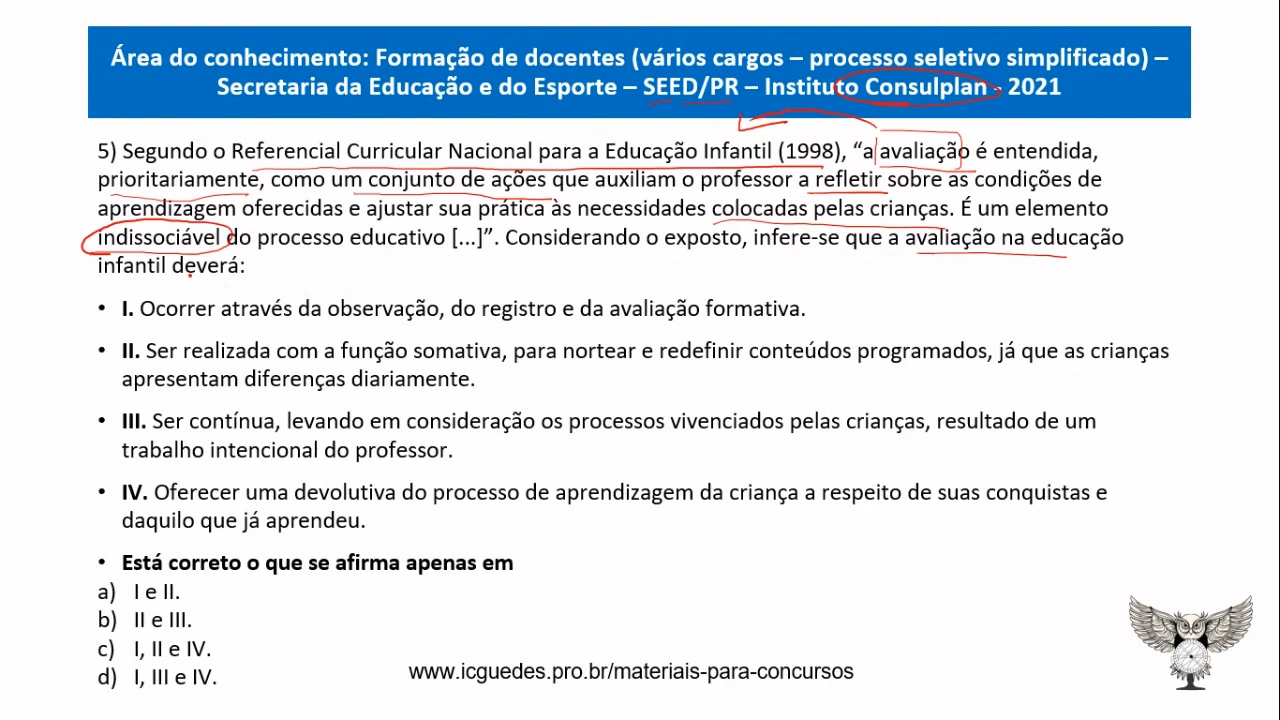 Área do conhecimento: Formação de docentes (vários cargos – processo seletivo simplificado) –
Secretaria da Educação e do Esporte – SEED/PR – Instituto Consulplan - 2021
5) Segundo o Referencial Curricular Nacional para a Educação Infantil (1998), “a avaliação é entendida,
prioritariamente, como um conjunto de ações que auxiliam o professor a refletir sobre as condições de
aprendizagem oferecidas e ajustar sua prática às necessidades colocadas pelas crianças. É um elemento
indissociável do processo educativo [...]”. Considerando o exposto, infere-se que a avaliação na educação
infantil deverá:
• I. Ocorrer através da observação, do registro e da avaliação formativa.
• II. Ser realizada com a função somativa, para nortear e redefinir conteúdos programados, já que as crianças
apresentam diferenças diariamente.
• III. Ser contínua, levando em consideração os processos vivenciados pelas crianças, resultado de um
trabalho intencional do professor.
• IV. Oferecer uma devolutiva do processo de aprendizagem da criança a respeito de suas conquistas e
daquilo que já aprendeu.
• Está correto o que se afirma apenas em
a) I e II.
b) II e III.
c) I, II e IV.
d) I, III e IV.
www.icguedes.pro.br/materiais-para-concursos